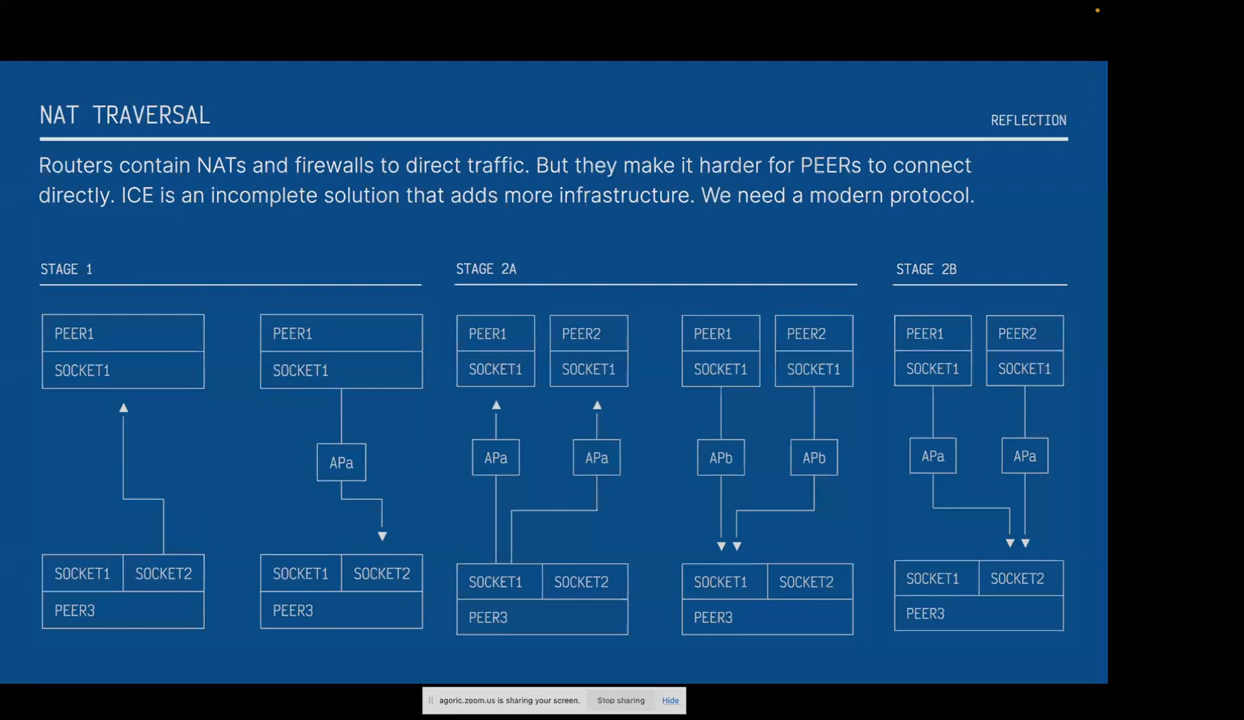 NAT TRAVERSAL
REFLECTION
Routers contain NATs and firewalls to direct traffic. But they make it harder for PEERs to connect
directly. ICE is an incomplete solution that adds more infrastructure. We need a modern protocol.
STAGE 1
PEER1
SOCKET1
SOCKET1 SOCKET2
PEER3
PEER1
SOCKET1
APa
SOCKET1 SOCKET2
PEER3
STAGE 2A
PEER1 PEER2
SOCKET1 SOCKET1
APa APa
SOCKET1 SOCKET2
PEER3
PEER1 PEER2
SOCKET1 SOCKET1
APb APb
SOCKET1 SOCKET2
PEER3
STAGE 2B
PEER1 PEER2
SOCKET1 SOCKET1
APa APa
SOCKET1 SOCKET2
PEER3
agoric.zoom.us is sharing your screen. Stop sharing Hide